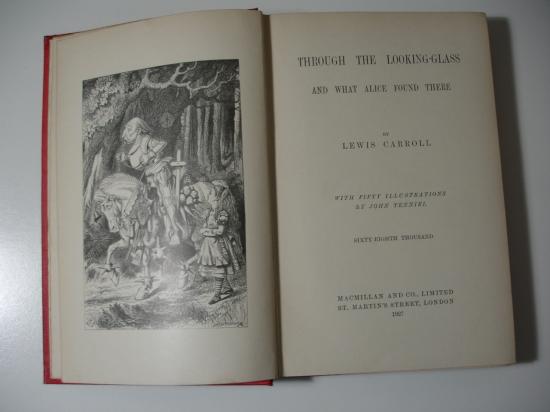 THROUGH THE LOOKING-GLASS
AND WHAT ALICE FOUND THERE
BY
LEWIS CARROLL
WITH FIFTY ILLUSTRATIONS
BY JOHN TENNIEL
SIXTY-EIGHTH THOUSAND
MACMILLAN AND CO., LIMITED
ST. MARTIN'S STREET, LONDON
1927